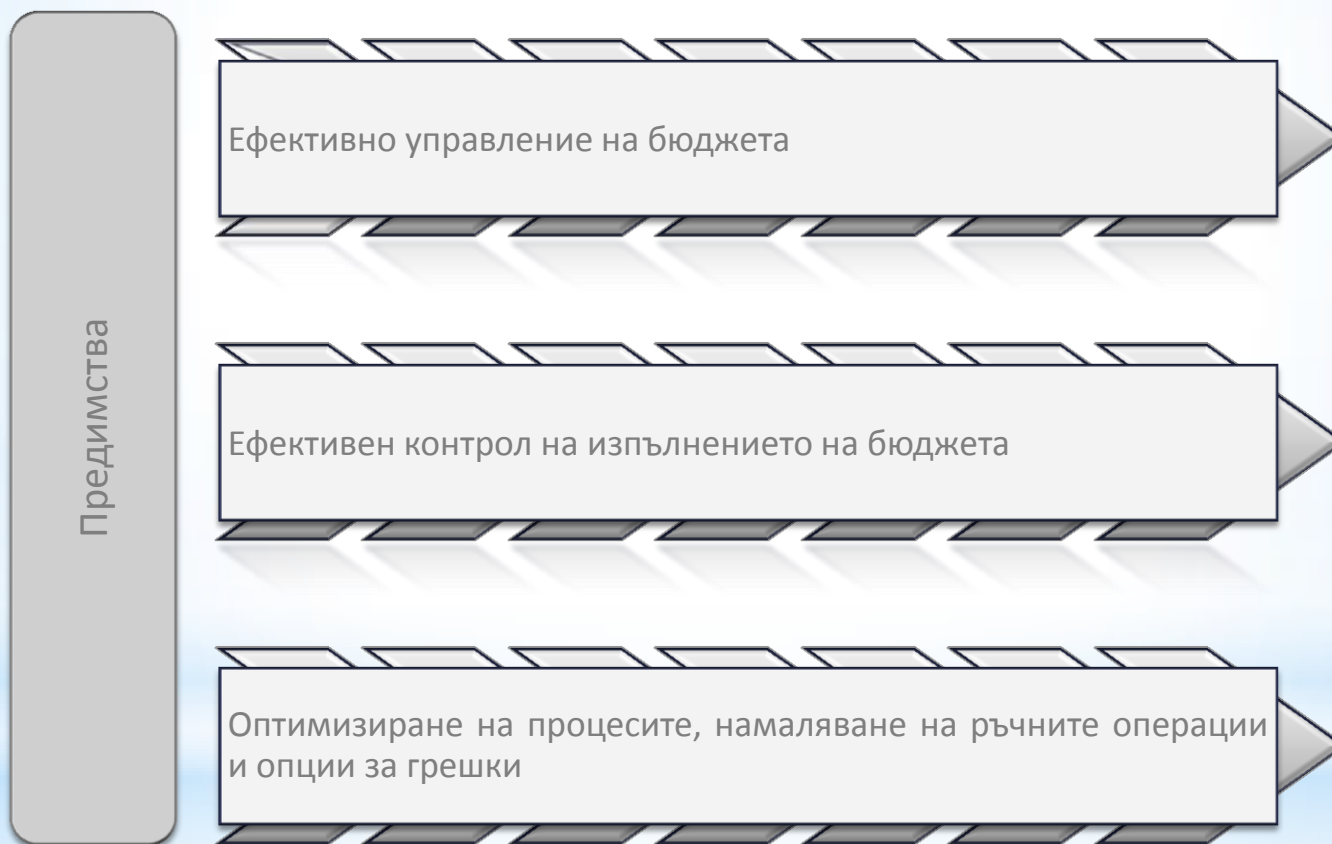 Предимства
Ефективно управление на бюджета
Ефективен контрол на изпълнението на бюджета
Оптимизиране на процесите, намаляване на ръчните операции
и опции за грешки